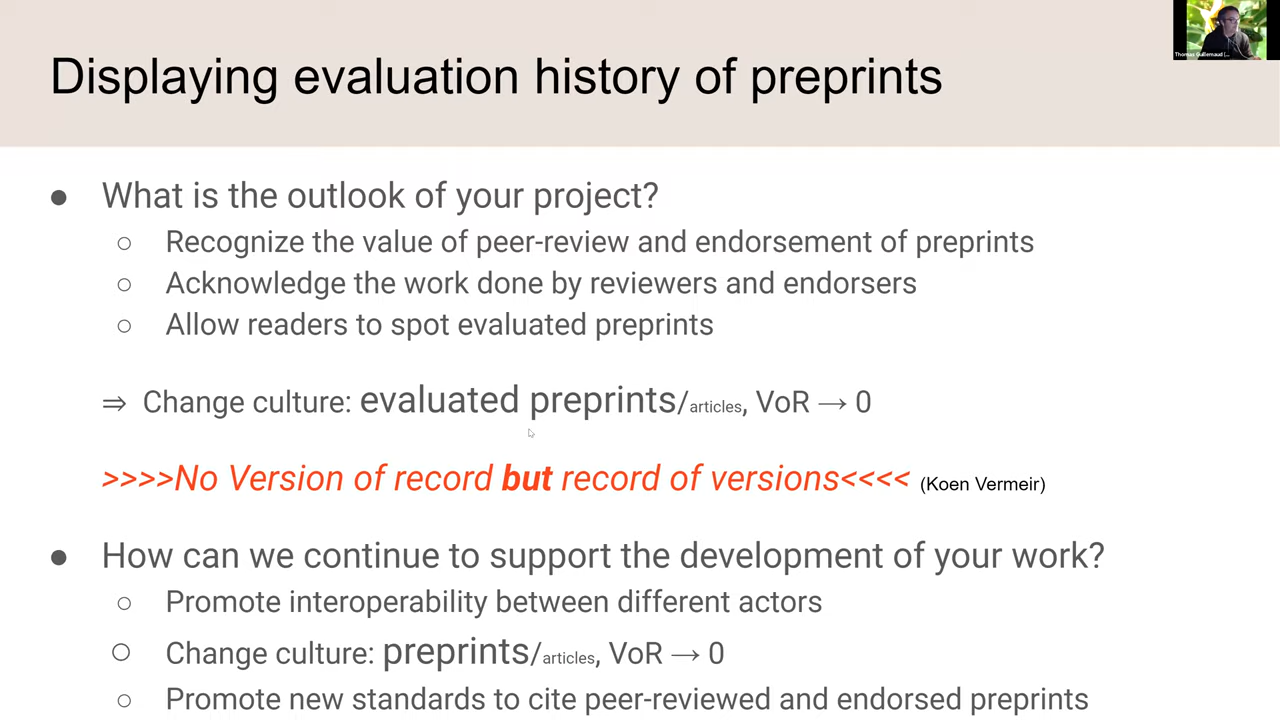 Displaying evaluation history of preprints
Thomas Guillemaud (...
● What is the outlook of your project?
○ Recognize the value of peer-review and endorsement of preprints
○ Acknowledge the work done by reviewers and endorsers
○ Allow readers to spot evaluated preprints
⇒ Change culture: evaluated preprints/articles, VoR → 0
>>>>No Version of record but record of versions<<<< (Koen Vermeir)
● How can we continue to support the development of your work?
○ Promote interoperability between different actors
○ Change culture: preprints/articles, VoR → 0
○ Promote new standards to cite peer-reviewed and endorsed preprints